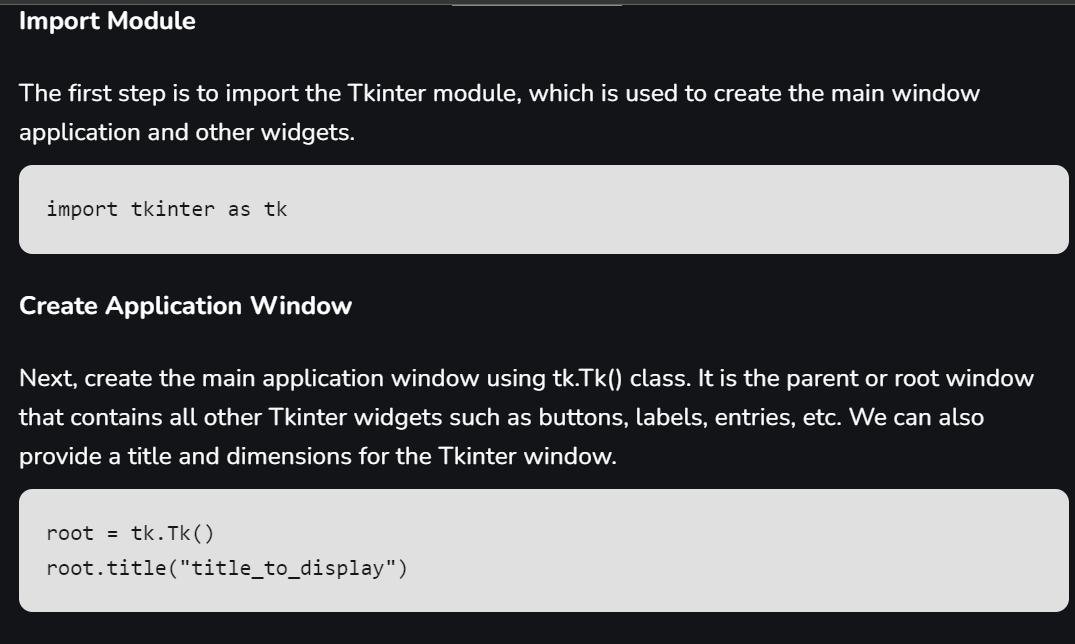 Import Module
The first step is to import the Tkinter module, which is used to create the main window
application and other widgets.
import tkinter as tk
Create Application Window
Next, create the main application window using tk.Tk() class. It is the parent or root window
that contains all other Tkinter widgets such as buttons, labels, entries, etc. We can also
provide a title and dimensions for the Tkinter window.
root = tk.Tk()
root.title("title_to_display")